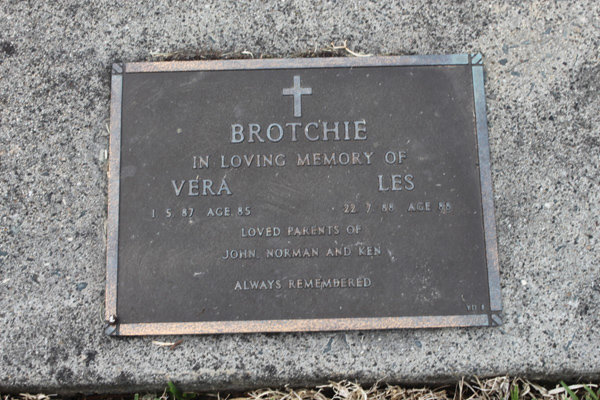 BROTCHIE
IN LOVING MEMORY OF
VERA LES
1.5.87 AGE 85 22.7.88 AGE 88
LOVED PARENTS OF
JOHN, NORMAN AND KEN
ALWAYS REMEMBERED